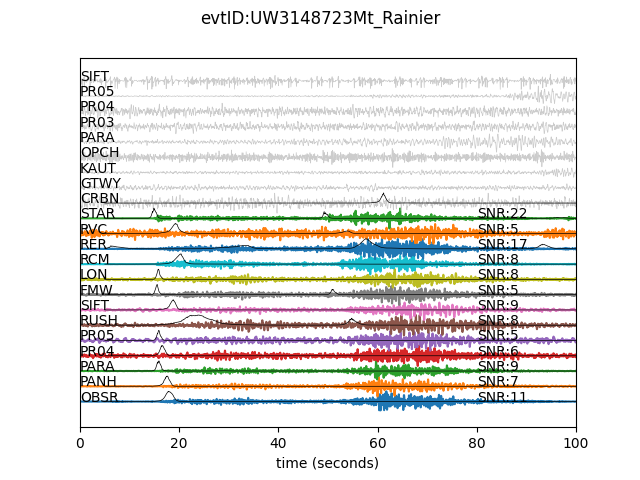 evtID:UW3148723Mt_Rainier
SIFT
PR05
PR04
PR03
PARA
OPCH
KAUT
GTWY
CRBN
STAR SNR:22
RVC SNR:5
RER SNR:17
RCM SNR:8
LON SNR:8
FMW SNR:5
SIFT SNR:9
RUSH SNR:8
PR05 SNR:5
PR04 SNR:6
PARA SNR:9
PANH SNR:7
OBSR SNR:11
0 20 40 60 80 100
time (seconds)